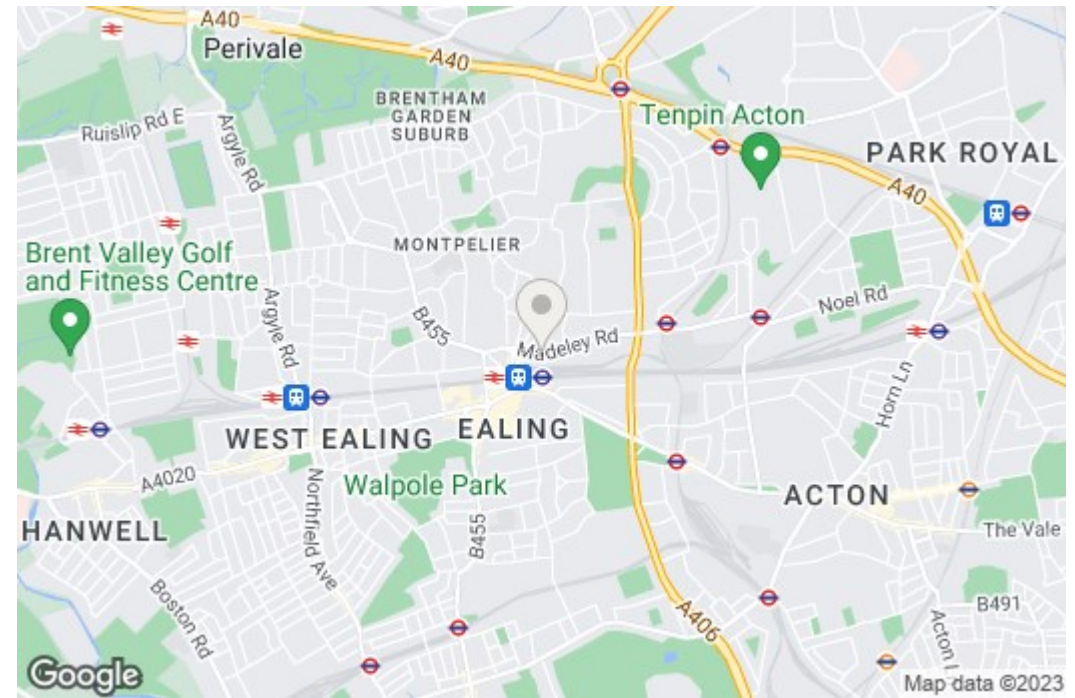 A40
Perivale
A40
BRENTHAM
GARDEN
SUBURB
Tenpin Acton
Ruislip Rd E
Argyle Rd
PARK ROYAL
A40
Brent Valley Golf
and Fitness Centre
MONTPELIER
Argyle Rd
B455
Noel Rd
Madeley Rd
Horn Ln
WEST EALING
EALING
A4020
Walpole Park
ACTON
Northfield Ave
B455
HANWELL
The Vale
Boston Rd
A406
B491
Acton L
Google
Map data ©2023